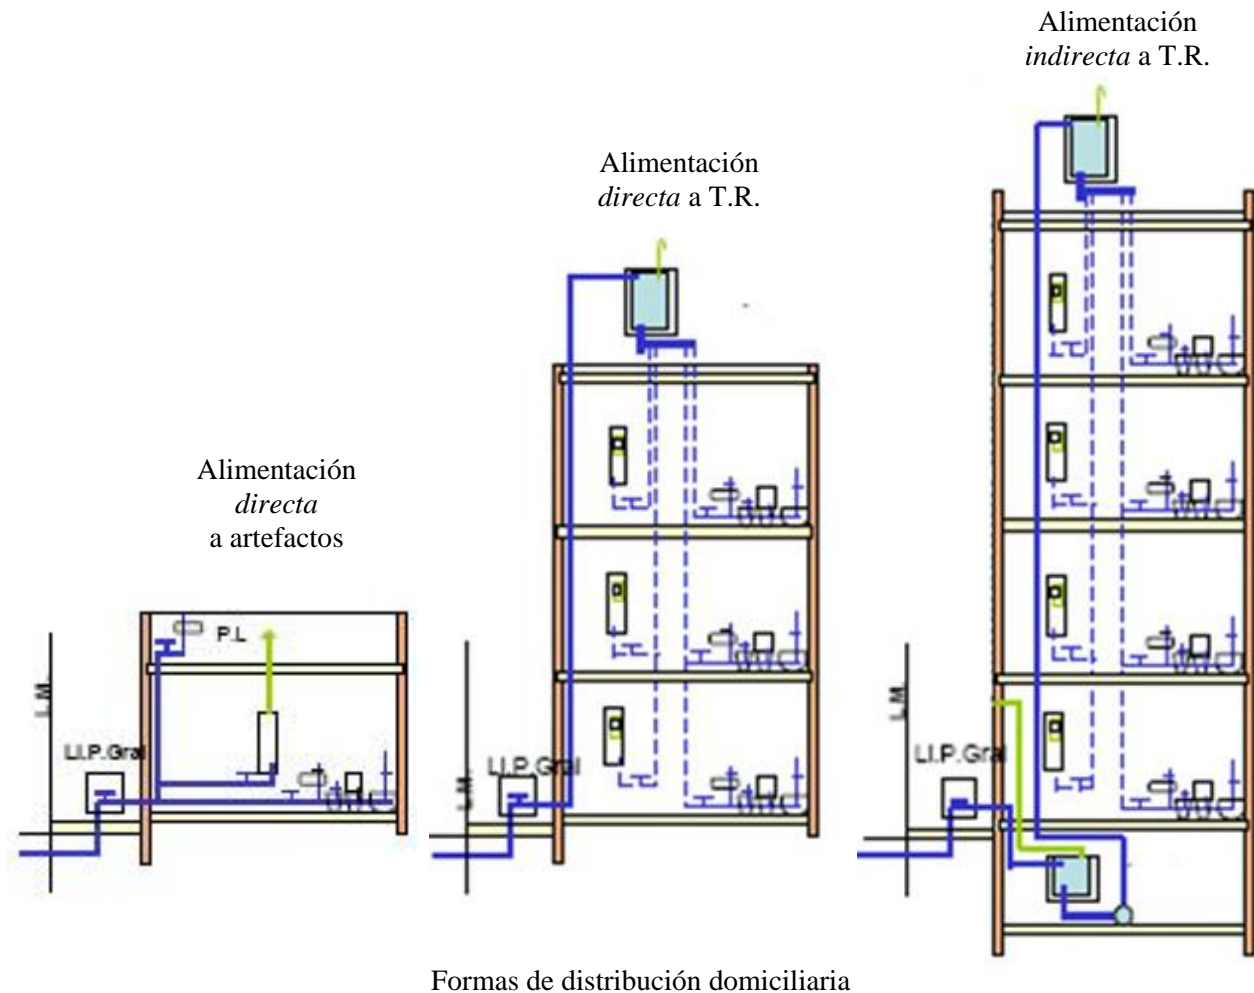 Alimentación
indirecta a T.R.
Alimentación
directa a T.R.
Alimentación
directa
a artefactos
P.L
L.M.
Ll.P.Gral
L.M.
Ll.P.Gral
L.M.
Ll.P.Gral
Formas de distribución domiciliaria